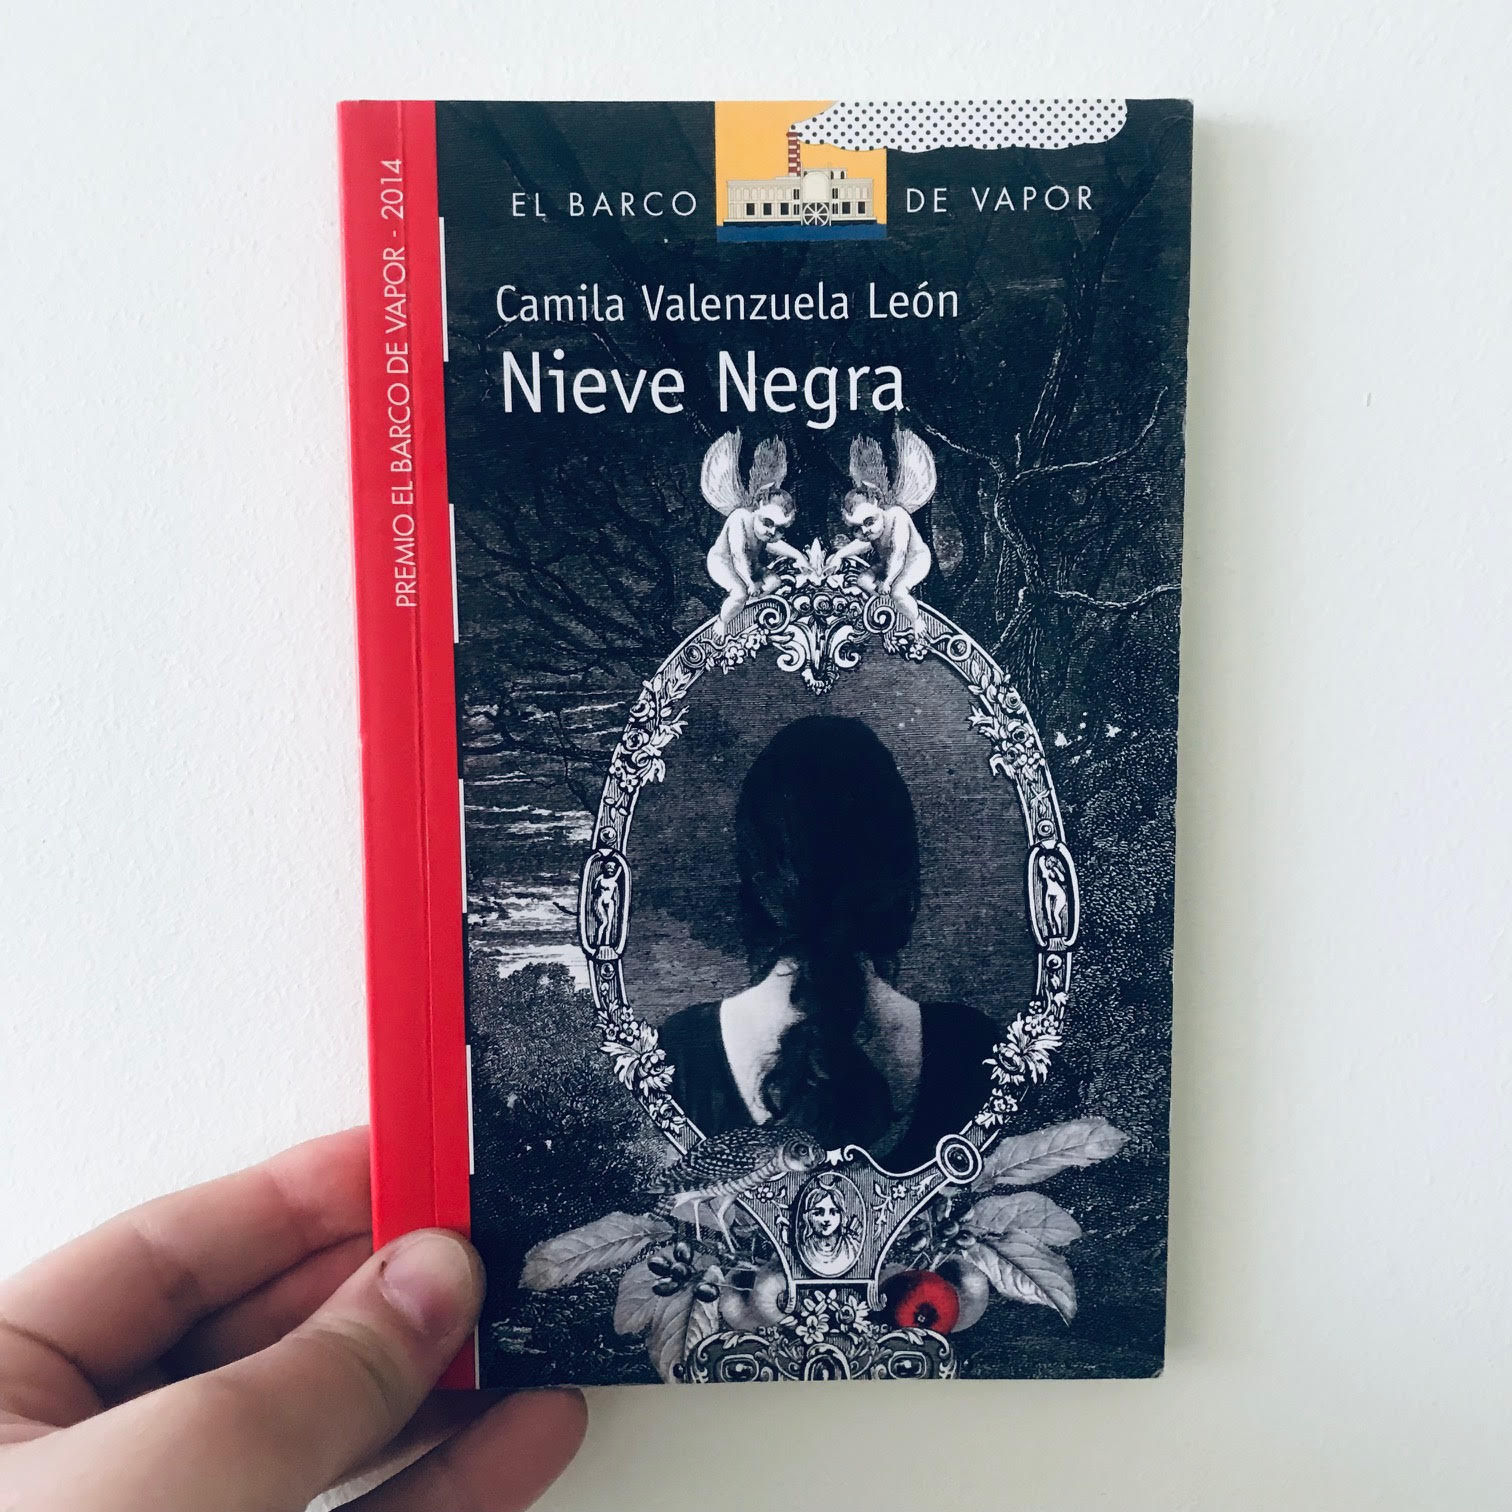 PREMIO EL BARCO DE VAPOR - 2014
EL BARCO DE VAPOR
Camila Valenzuela León
Nieve Negra